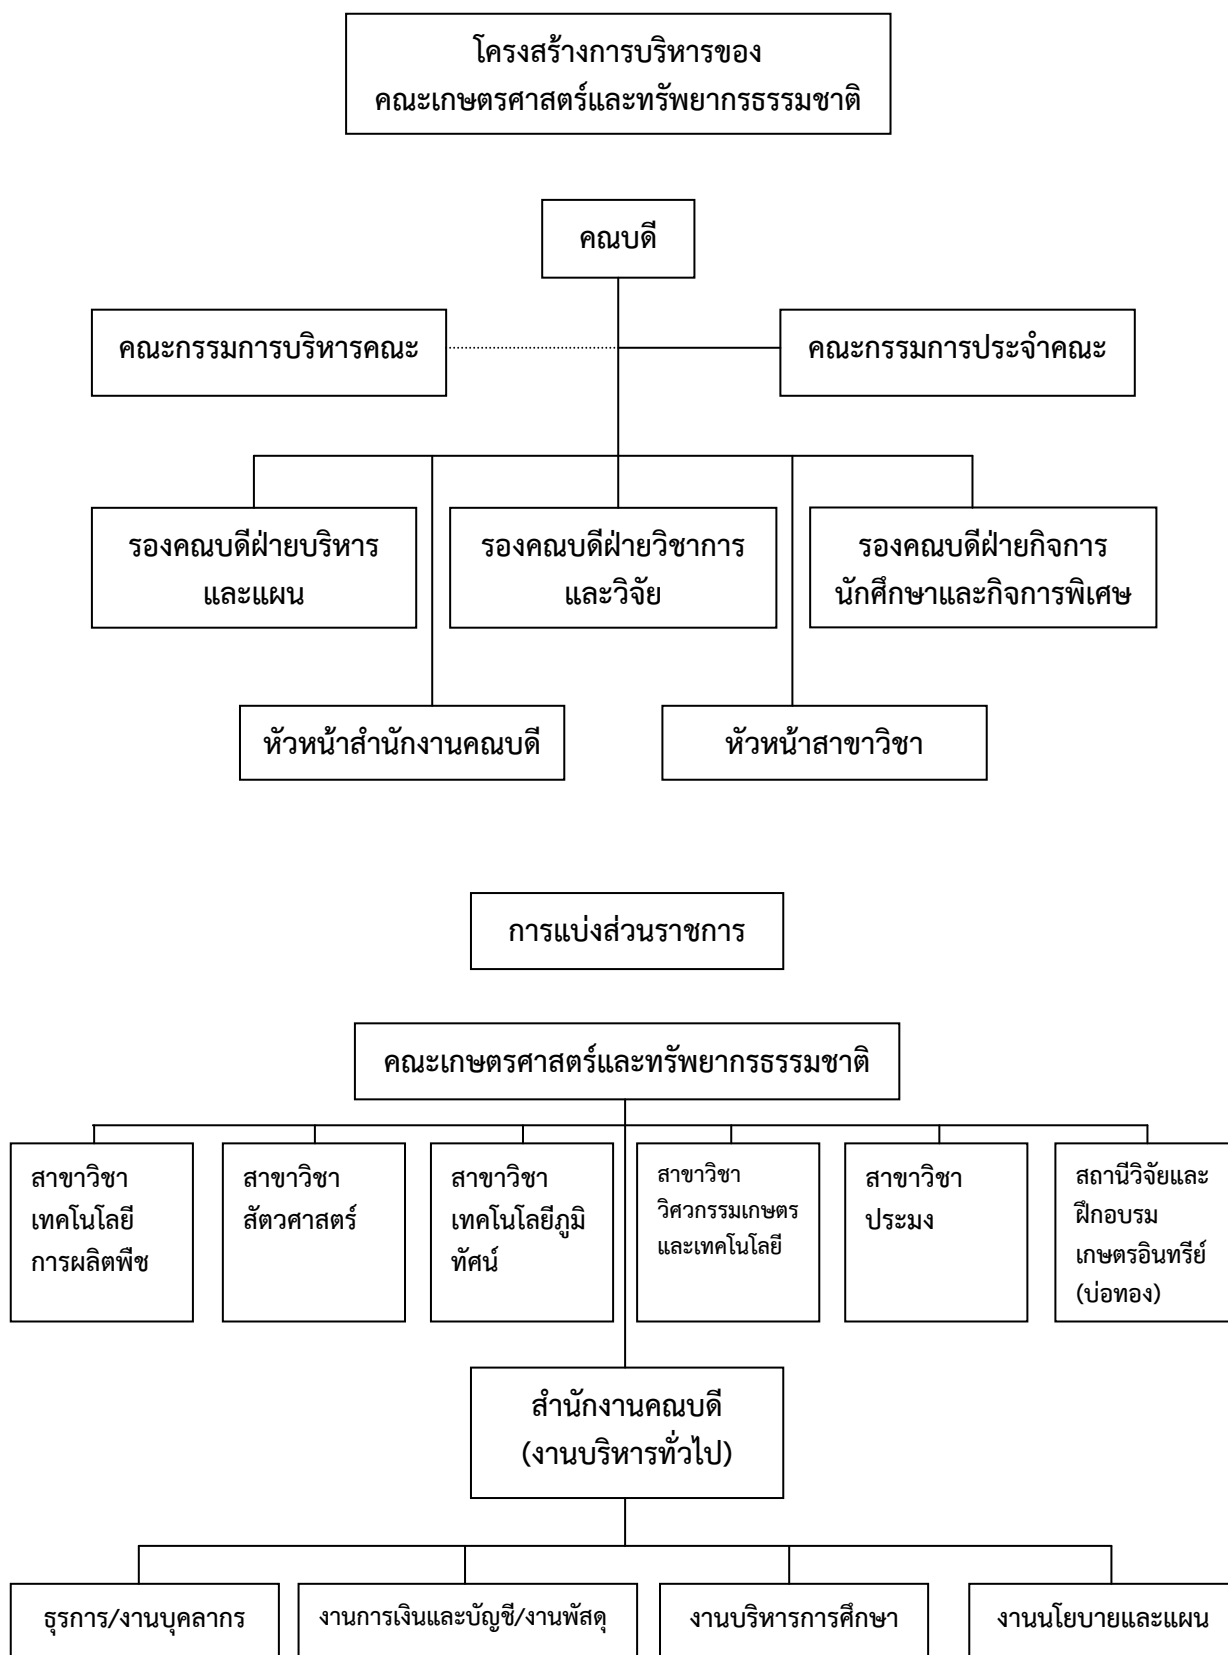 โครงสร้างการบริหารของ
คณะเกษตรศาสตร์และทรัพยากรธรรมชาติ
คณบดี
คณะกรรมการบริหารคณะ
คณะกรรมการประจำคณะ
รองคณบดีฝ่ายบริหาร
และแผน
รองคณบดีฝ่ายวิชาการ
และวิจัย
รองคณบดีฝ่ายกิจการ
นักศึกษาและกิจการพิเศษ
หัวหน้าสำนักงานคณบดี
หัวหน้าสาขาวิชา
การแบ่งส่วนราชการ
คณะเกษตรศาสตร์และทรัพยากรธรรมชาติ
สาขาวิชา
เทคโนโลยี
การผลิตพืช
สาขาวิชา
สัตวศาสตร์
สาขาวิชา
เทคโนโลยีภูมิ
ทัศน์
สาขาวิชา
วิศวกรรมเกษตร
และเทคโนโลยี
สาขาวิชา
ประมง
สถานีวิจัยและ
ฝึกอบรม
เกษตรอินทรีย์
(บ่อทอง)
สำนักงานคณบดี
(งานบริหารทั่วไป)
ธุรการ/งานบุคลากร
งานการเงินและบัญชี/งานพัสดุ
งานบริหารการศึกษา
งานนโยบายและแผน